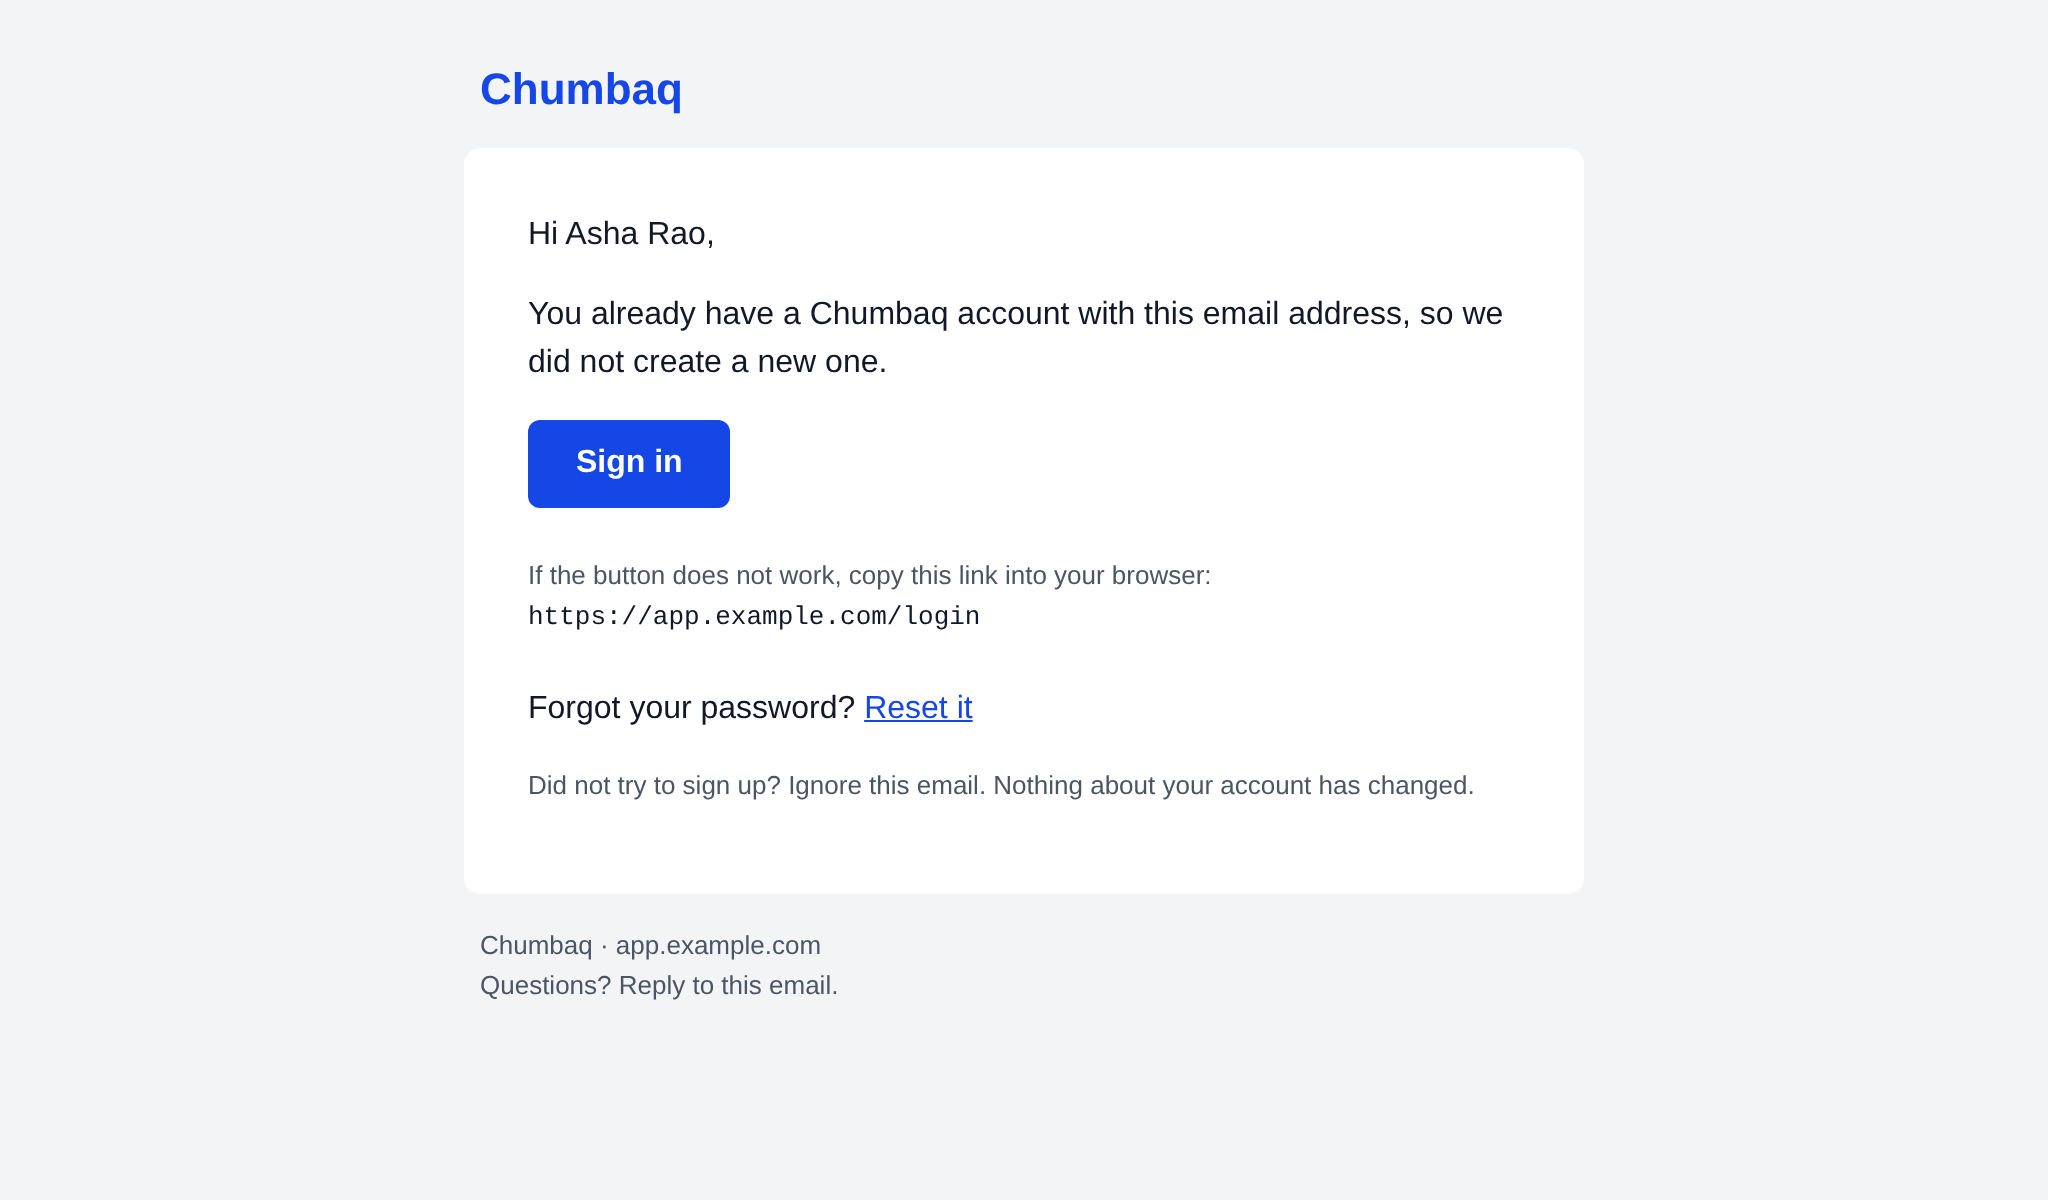 Chumbaq
Hi Asha Rao,
You already have a Chumbaq account with this email address, so we
did not create a new one.
Sign in
If the button does not work, copy this link into your browser:
https://app.example.com/login
Forgot your password? Reset it
Did not try to sign up? Ignore this email. Nothing about your account has changed.
Chumbaq · app.example.com
Questions? Reply to this email.